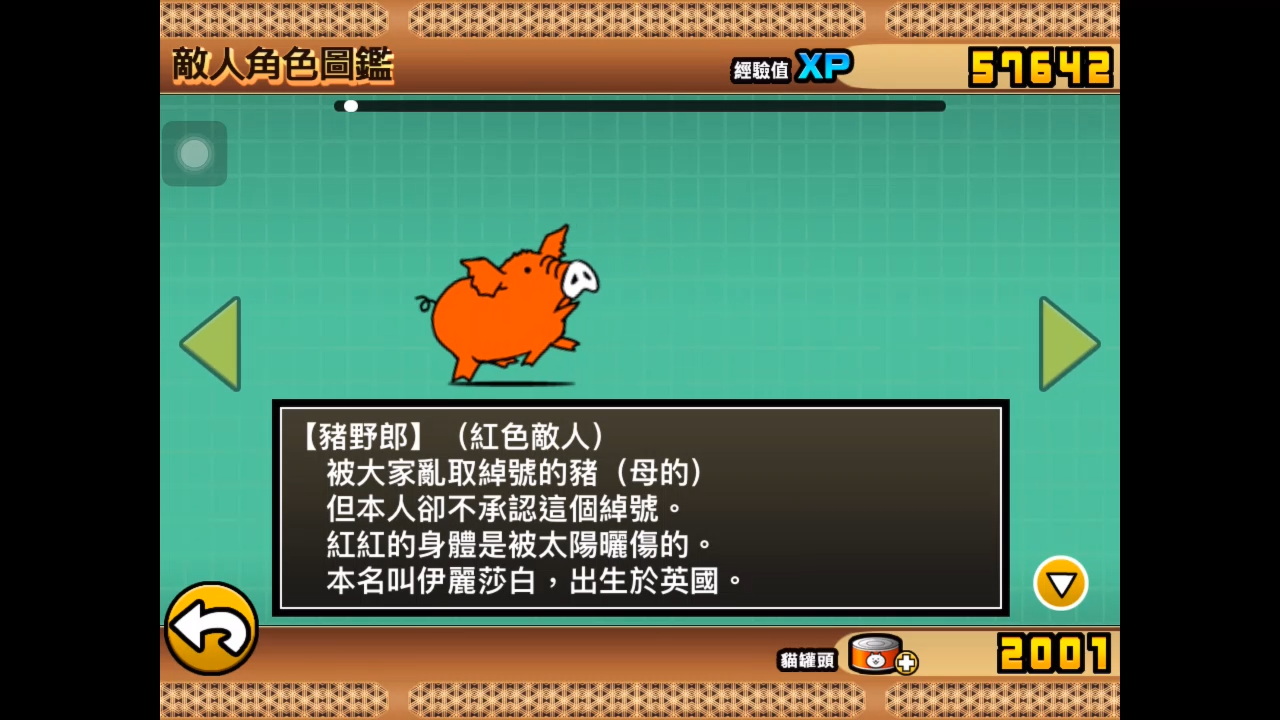 敵人角色圖鑑
經驗值 XP 57642
【豬野郎】（紅色敵人）
被大家亂取綽號的豬（母的）
但本人卻不承認這個綽號。
紅紅的身體是被太陽曬傷的。
本名叫伊麗莎白，出生於英國。
貓罐頭 2001